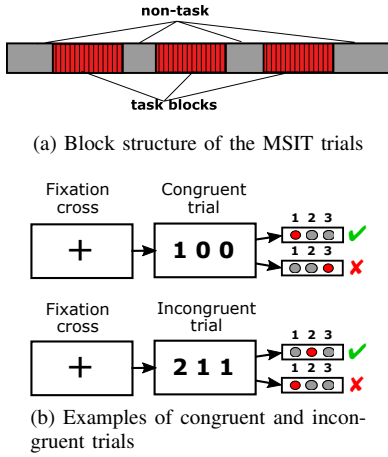 non-task
task blocks
(a) Block structure of the MSIT trials
Fixation cross
Congruent trial
+
1 0 0
1 2 3
1 2 3
Fixation cross
Incongruent trial
+
2 1 1
1 2 3
1 2 3
(b) Examples of congruent and incon-
gruent trials